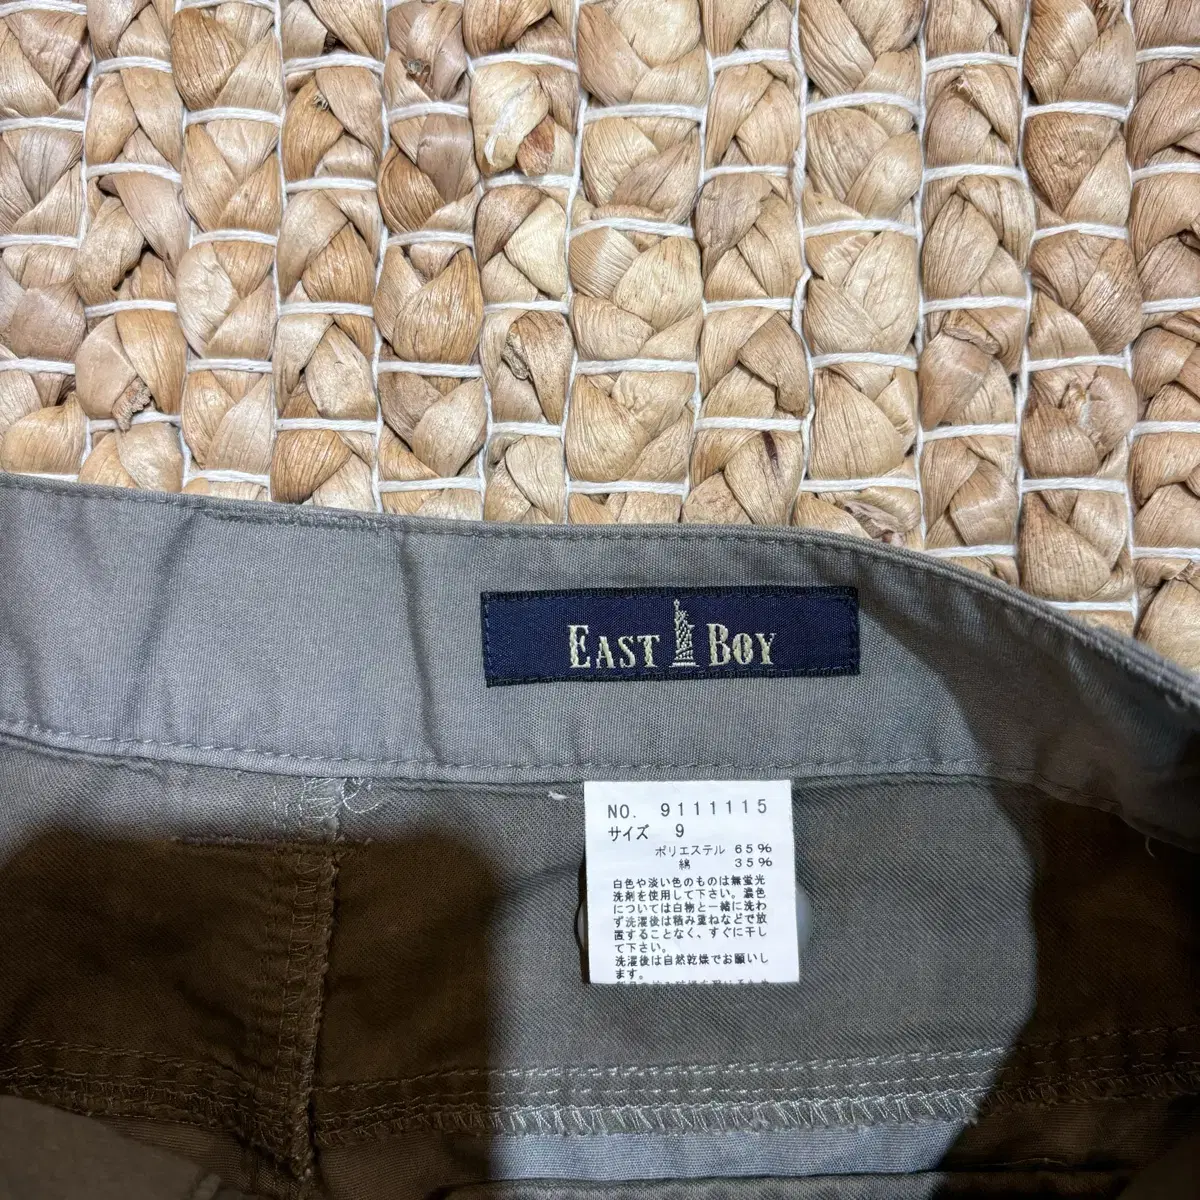 EAST BOY
NO. 9111115
サイズ 9
ポリエステル 65%
綿 35%
白色や淡い色のものは無蛍光
洗剤を使用して下さい。濃色
については白物と一緒に洗わ
ず洗濯後は積み重ねなどで放
置することなく、すぐに干し
て下さい。
洗濯後は自然乾燥でお願いし
ます。